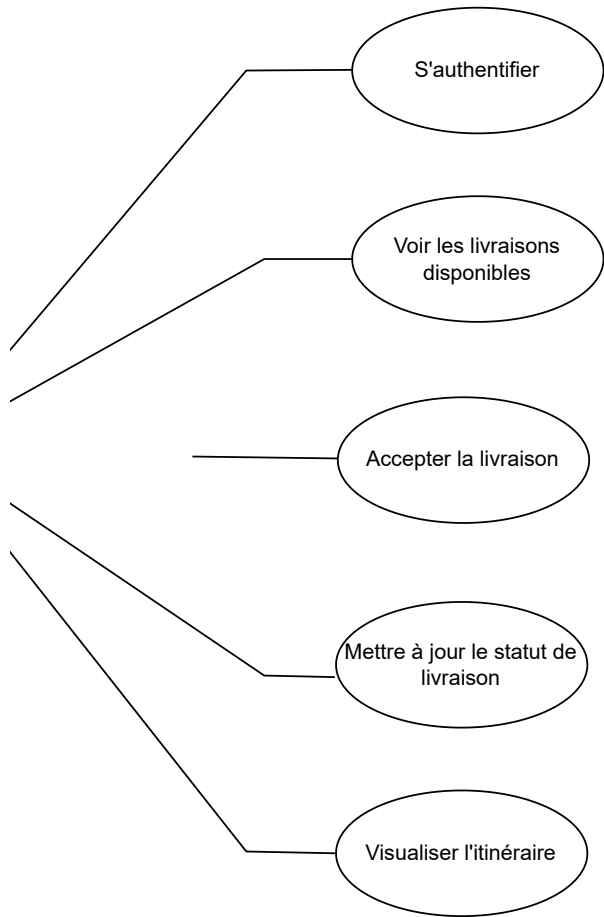 S'authentifier
Voir les livraisons
disponibles
Accepter la livraison
Mettre à jour le statut de
livraison
Visualiser l'itinéraire